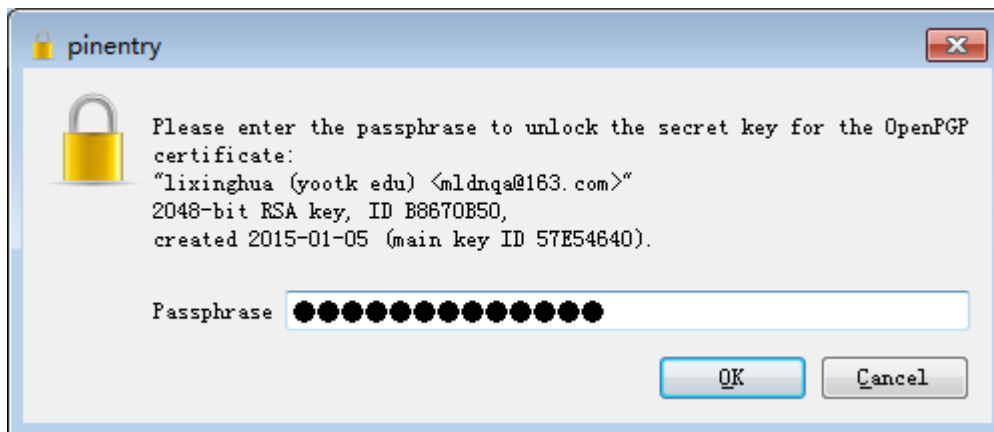 pinentry
Please enter the passphrase to unlock the secret key for the OpenPGP
certificate:
"lixinghua (yootk edu) <mldnqa@163.com>"
2048-bit RSA key, ID B8670B50,
created 2015-01-05 (main key ID 57E54640).
Passphrase ●●●●●●●●●●●●●
OK Cancel